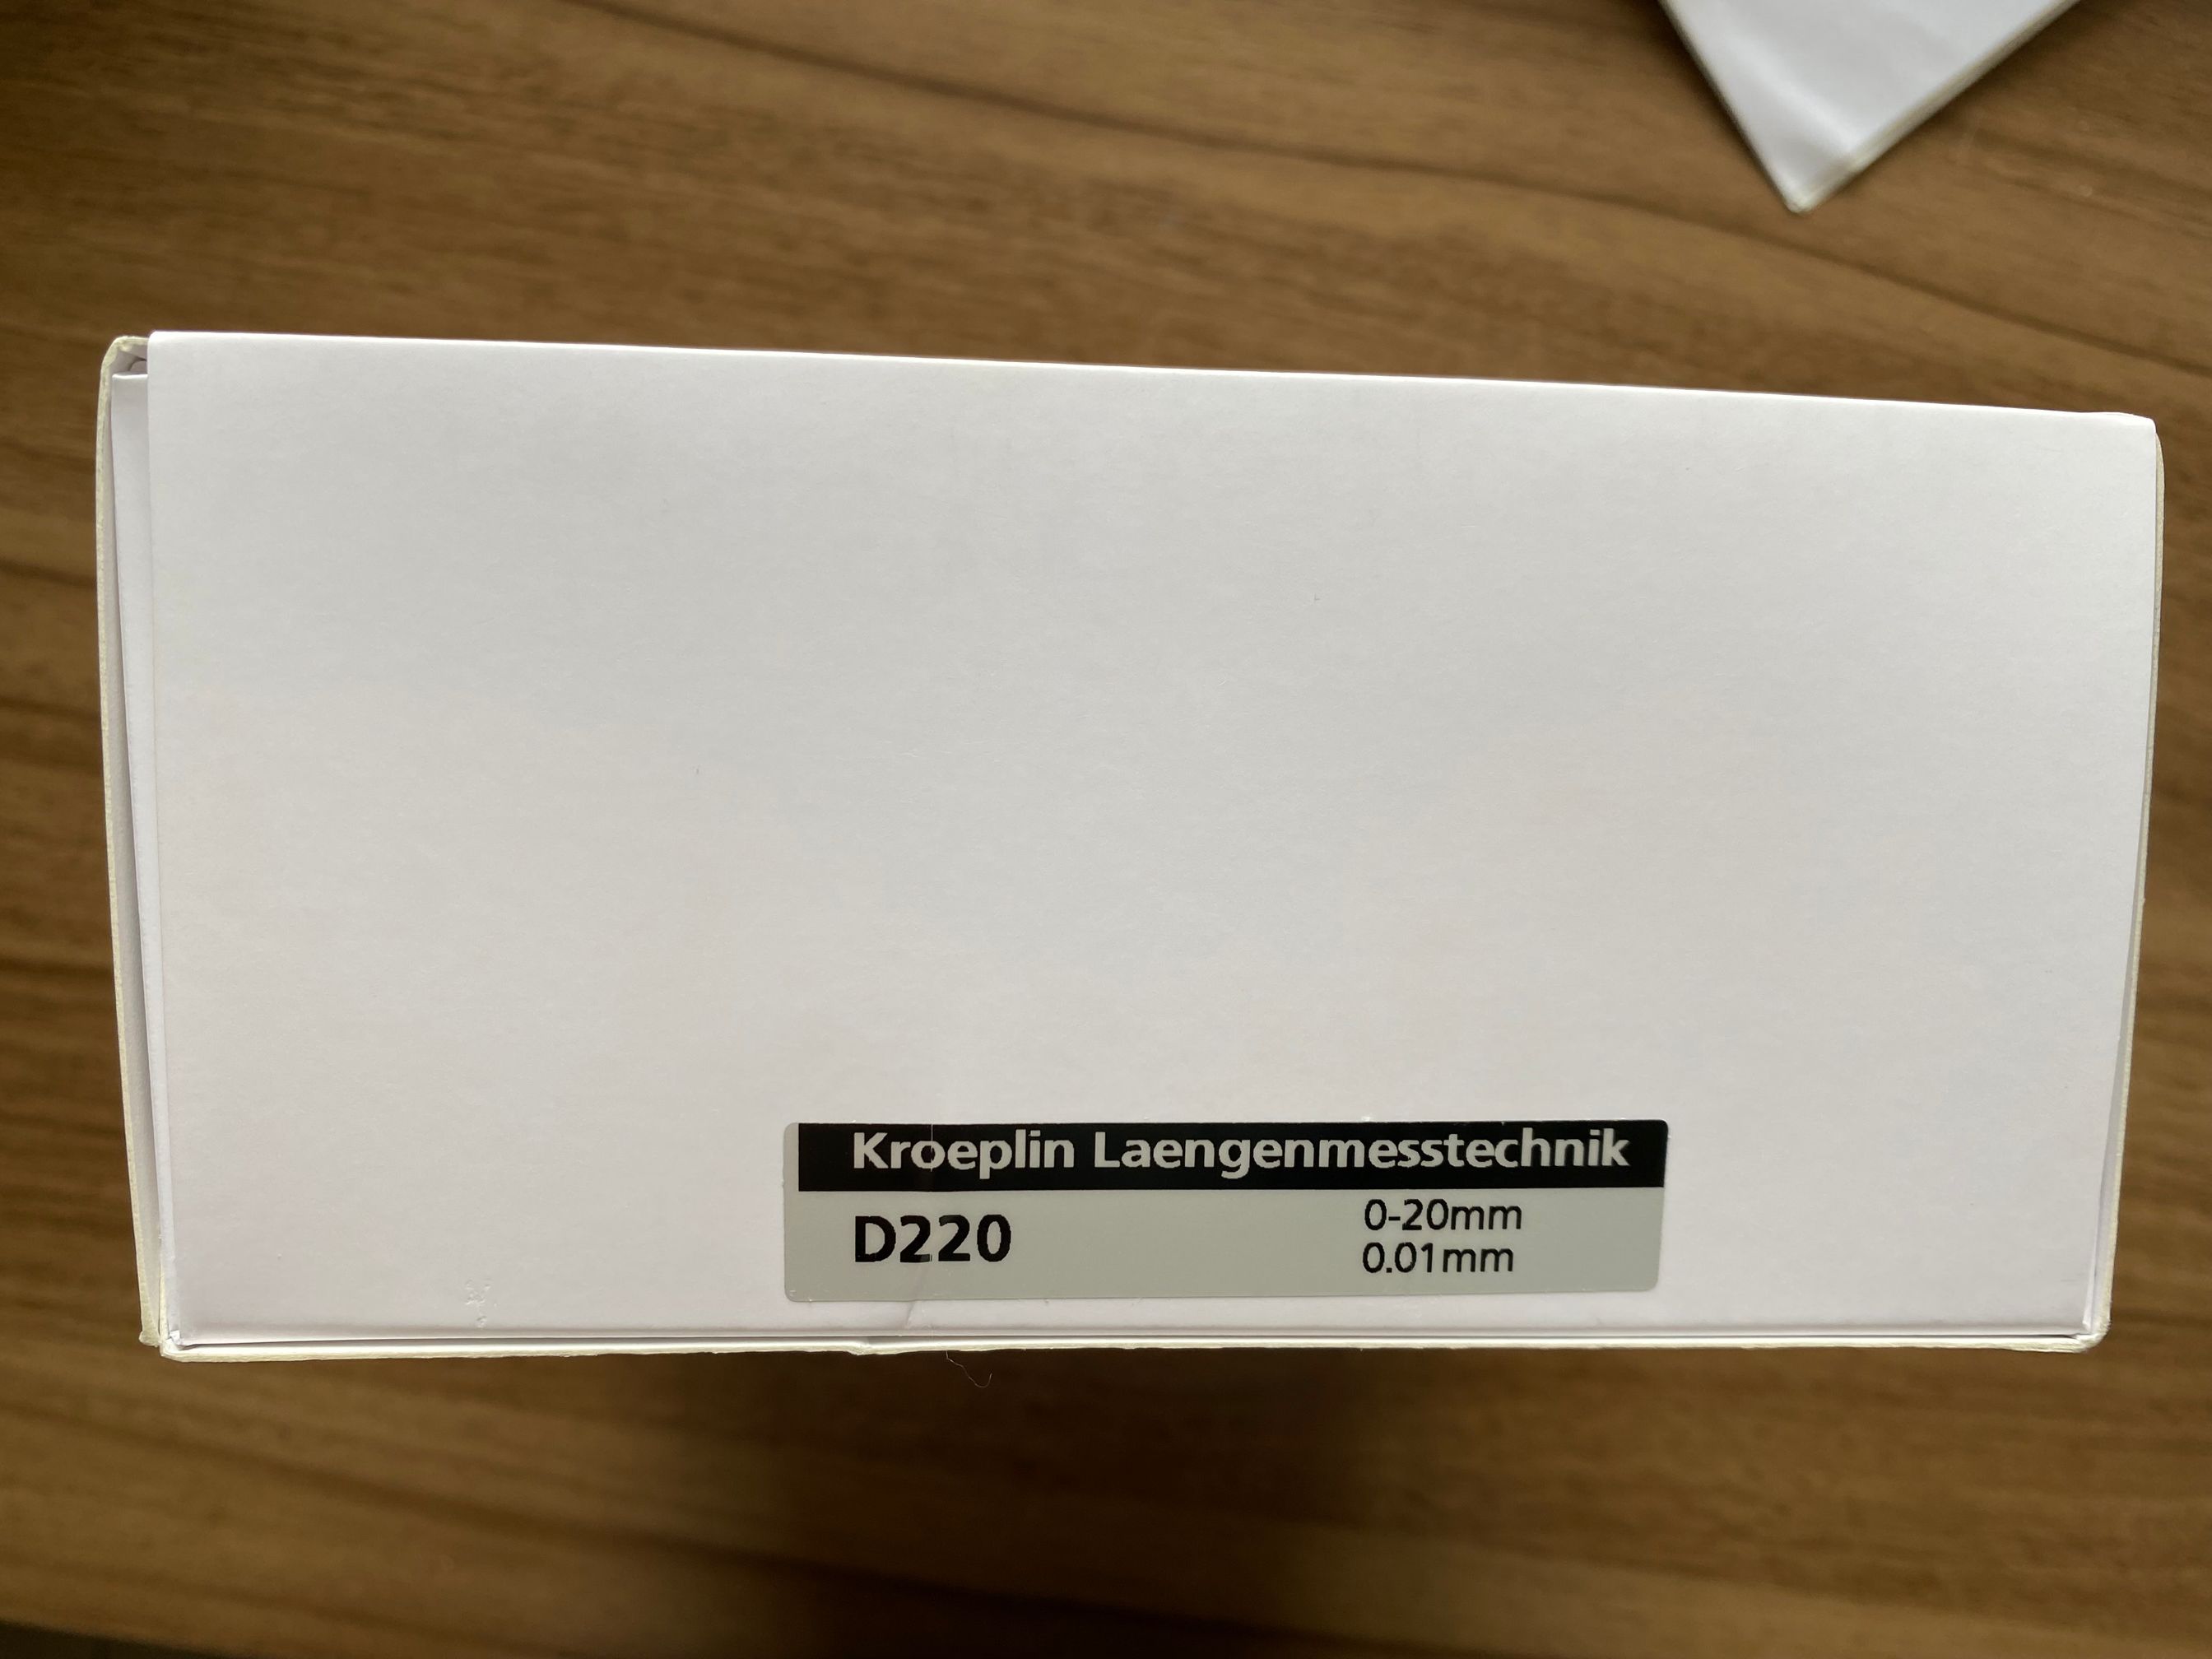 Kroeplin Laengenmesstechnik
D220
0-20mm
0.01mm